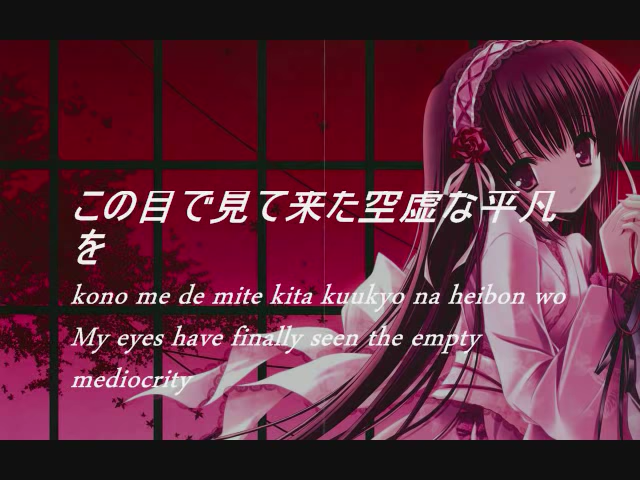 この目で見て来た空虚な平凡
を
kono me de mite kita kuukyo na heibon wo
My eyes have finally seen the empty
mediocrity